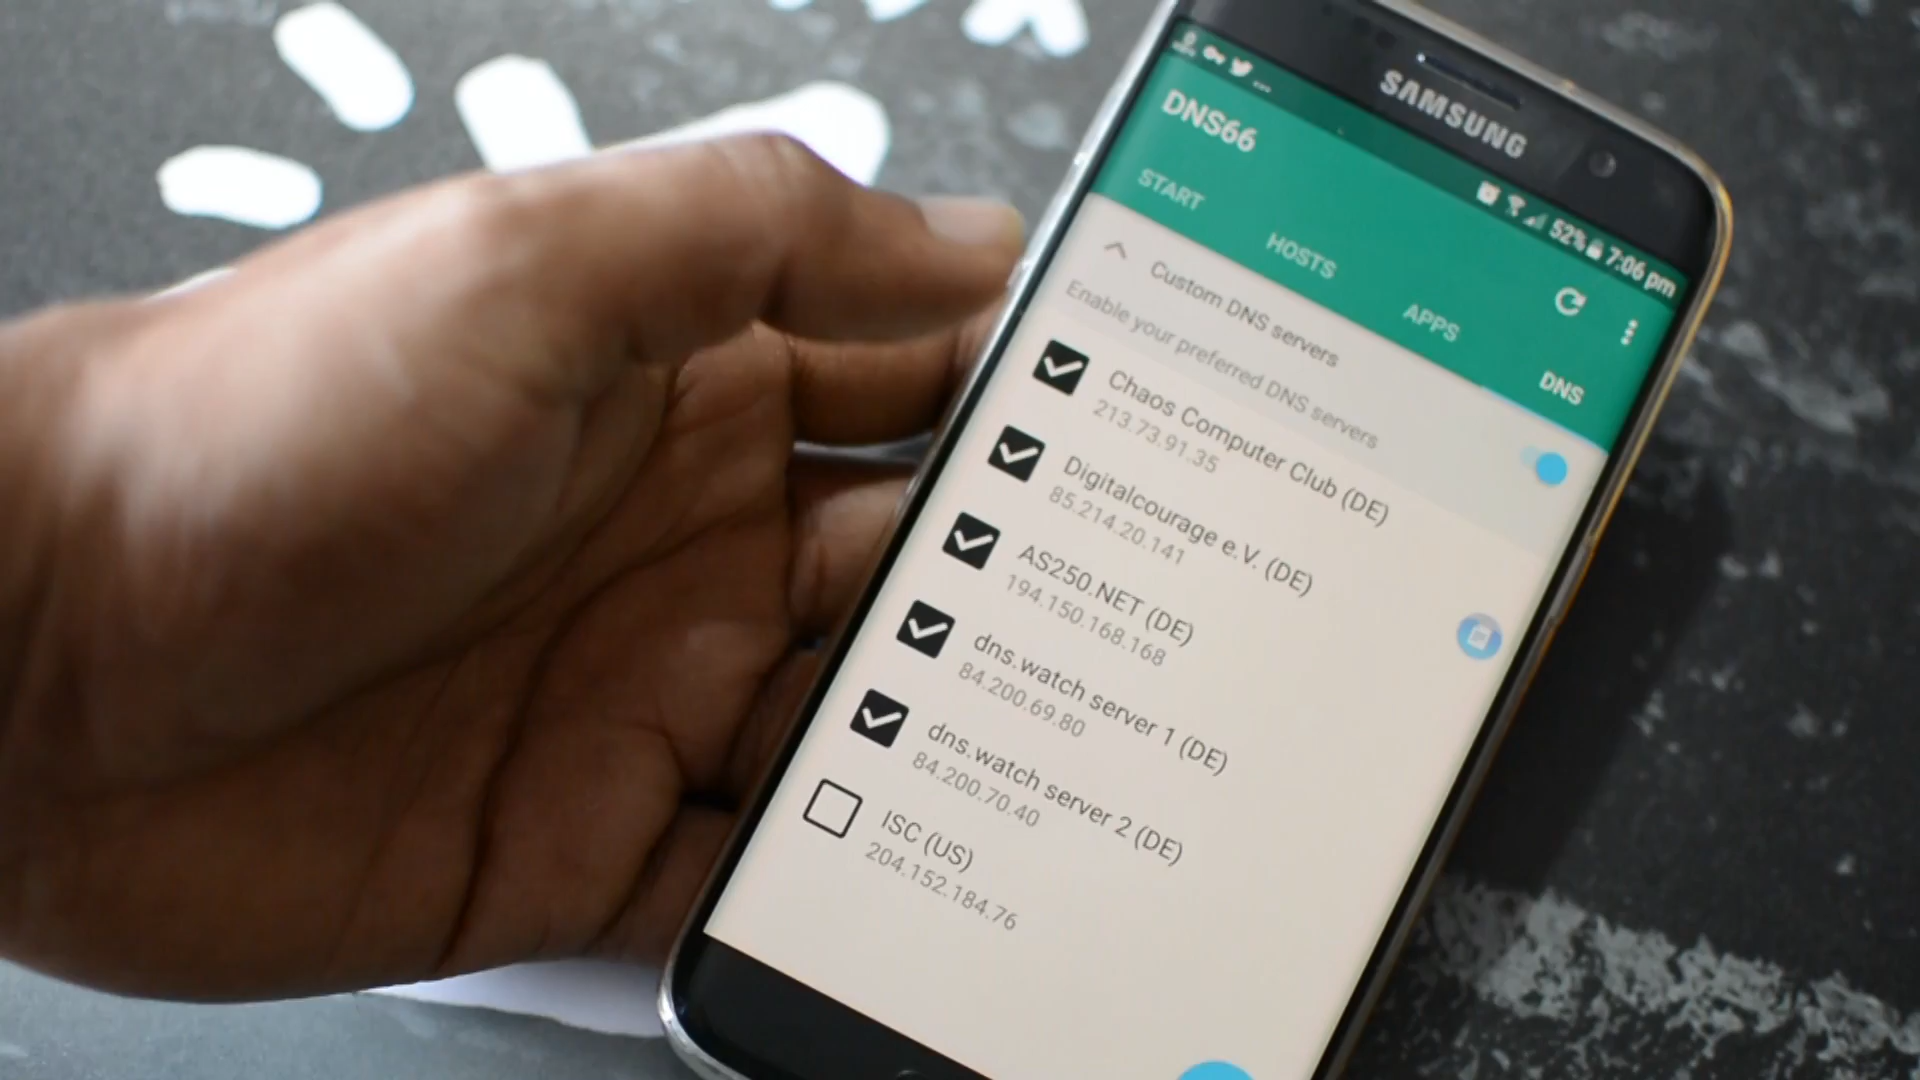 SAMSUNG
52% 7:06 pm
DNS66
START
HOSTS
APPS
DNS
Custom DNS servers
Enable your preferred DNS servers
Chaos Computer Club (DE)
213.73.91.35
Digitalcourage e.V. (DE)
85.214.20.141
AS250.NET (DE)
194.150.168.168
dns.watch server 1 (DE)
84.200.69.80
dns.watch server 2 (DE)
84.200.70.40
ISC (US)
204.152.184.76